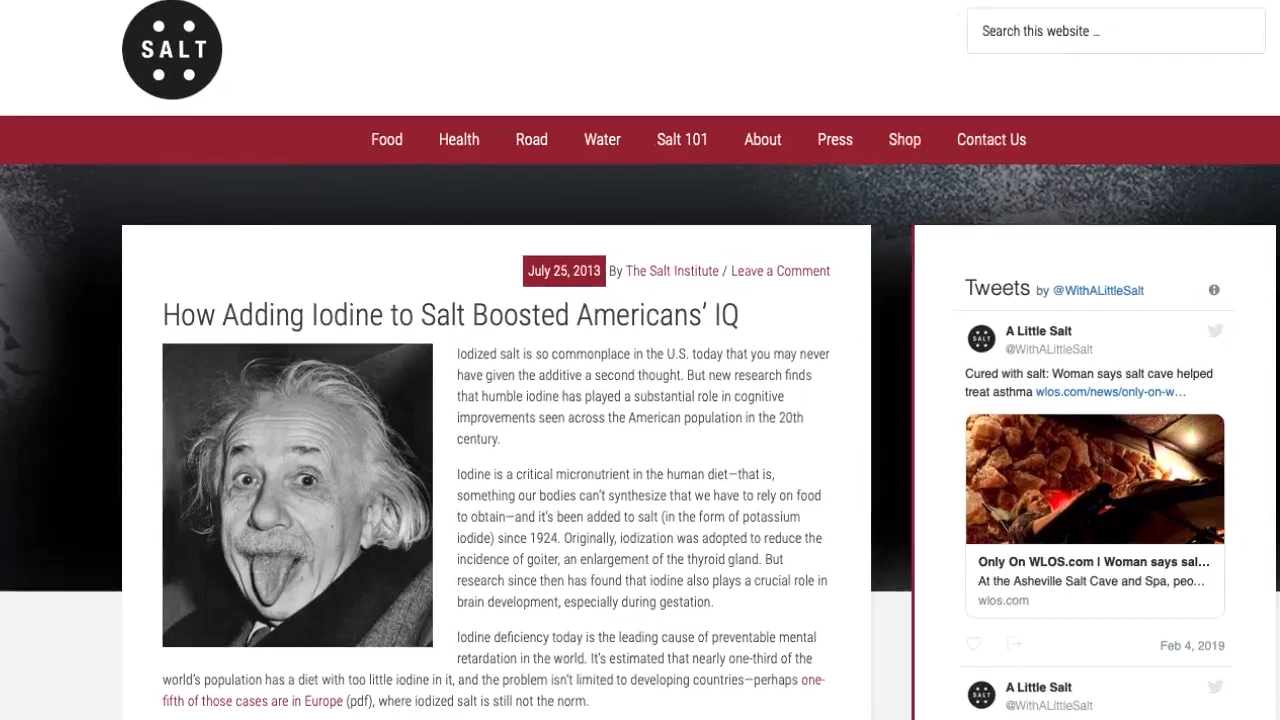 SALT
Search this website ...
Food Health Road Water Salt 101 About Press Shop Contact Us
July 25, 2013 By The Salt Institute / Leave a Comment
How Adding Iodine to Salt Boosted Americans’ IQ
Iodized salt is so commonplace in the U.S. today that you may never
have given the additive a second thought. But new research finds
that humble iodine has played a substantial role in cognitive
improvements seen across the American population in the 20th
century.
Iodine is a critical micronutrient in the human diet—that is,
something our bodies can’t synthesize that we have to rely on food
to obtain—and it’s been added to salt (in the form of potassium
iodide) since 1924. Originally, iodization was adopted to reduce the
incidence of goiter, an enlargement of the thyroid gland. But
research since then has found that iodine also plays a crucial role in
brain development, especially during gestation.
Iodine deficiency today is the leading cause of preventable mental
retardation in the world. It’s estimated that nearly one-third of the
world’s population has a diet with too little iodine in it, and the problem isn’t limited to developing countries—perhaps one-
fifth of those cases are in Europe (pdf), where iodized salt is still not the norm.
Tweets by @WithALittleSalt
SALT
A Little Salt
@WithALittleSalt
Cured with salt: Woman says salt cave helped
treat asthma wlos.com/news/only-on-w…
Only On WLOS.com | Woman says sal...
At the Asheville Salt Cave and Spa, peo...
wlos.com
Feb 4, 2019
SALT
A Little Salt
@WithALittleSalt